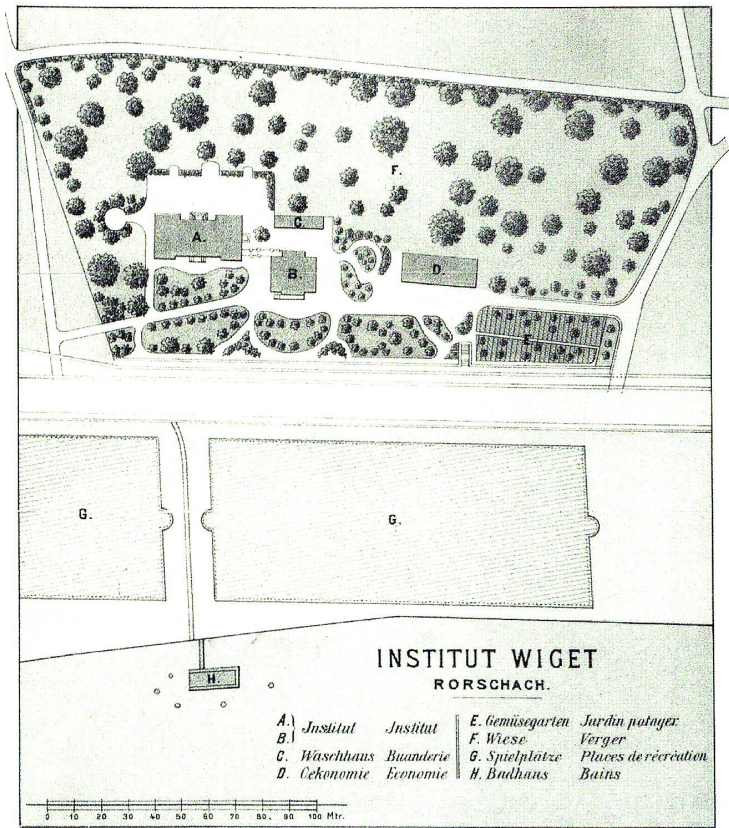 F.
C.
A.
B.
D.
E.
G.
G.
H.
INSTITUT WIGET
RORSCHACH.
A.
B.
Institut Institut
C. Waschhaus Buanderie
D. Oekonomie Economie
E. Gemüsegarten Jardin potager
F. Wiese Verger
G. Spielplätze Places de récréation
H. Badhaus Bains
0 10 20 30 40 50 60 70 80. 90 100 Mtr.